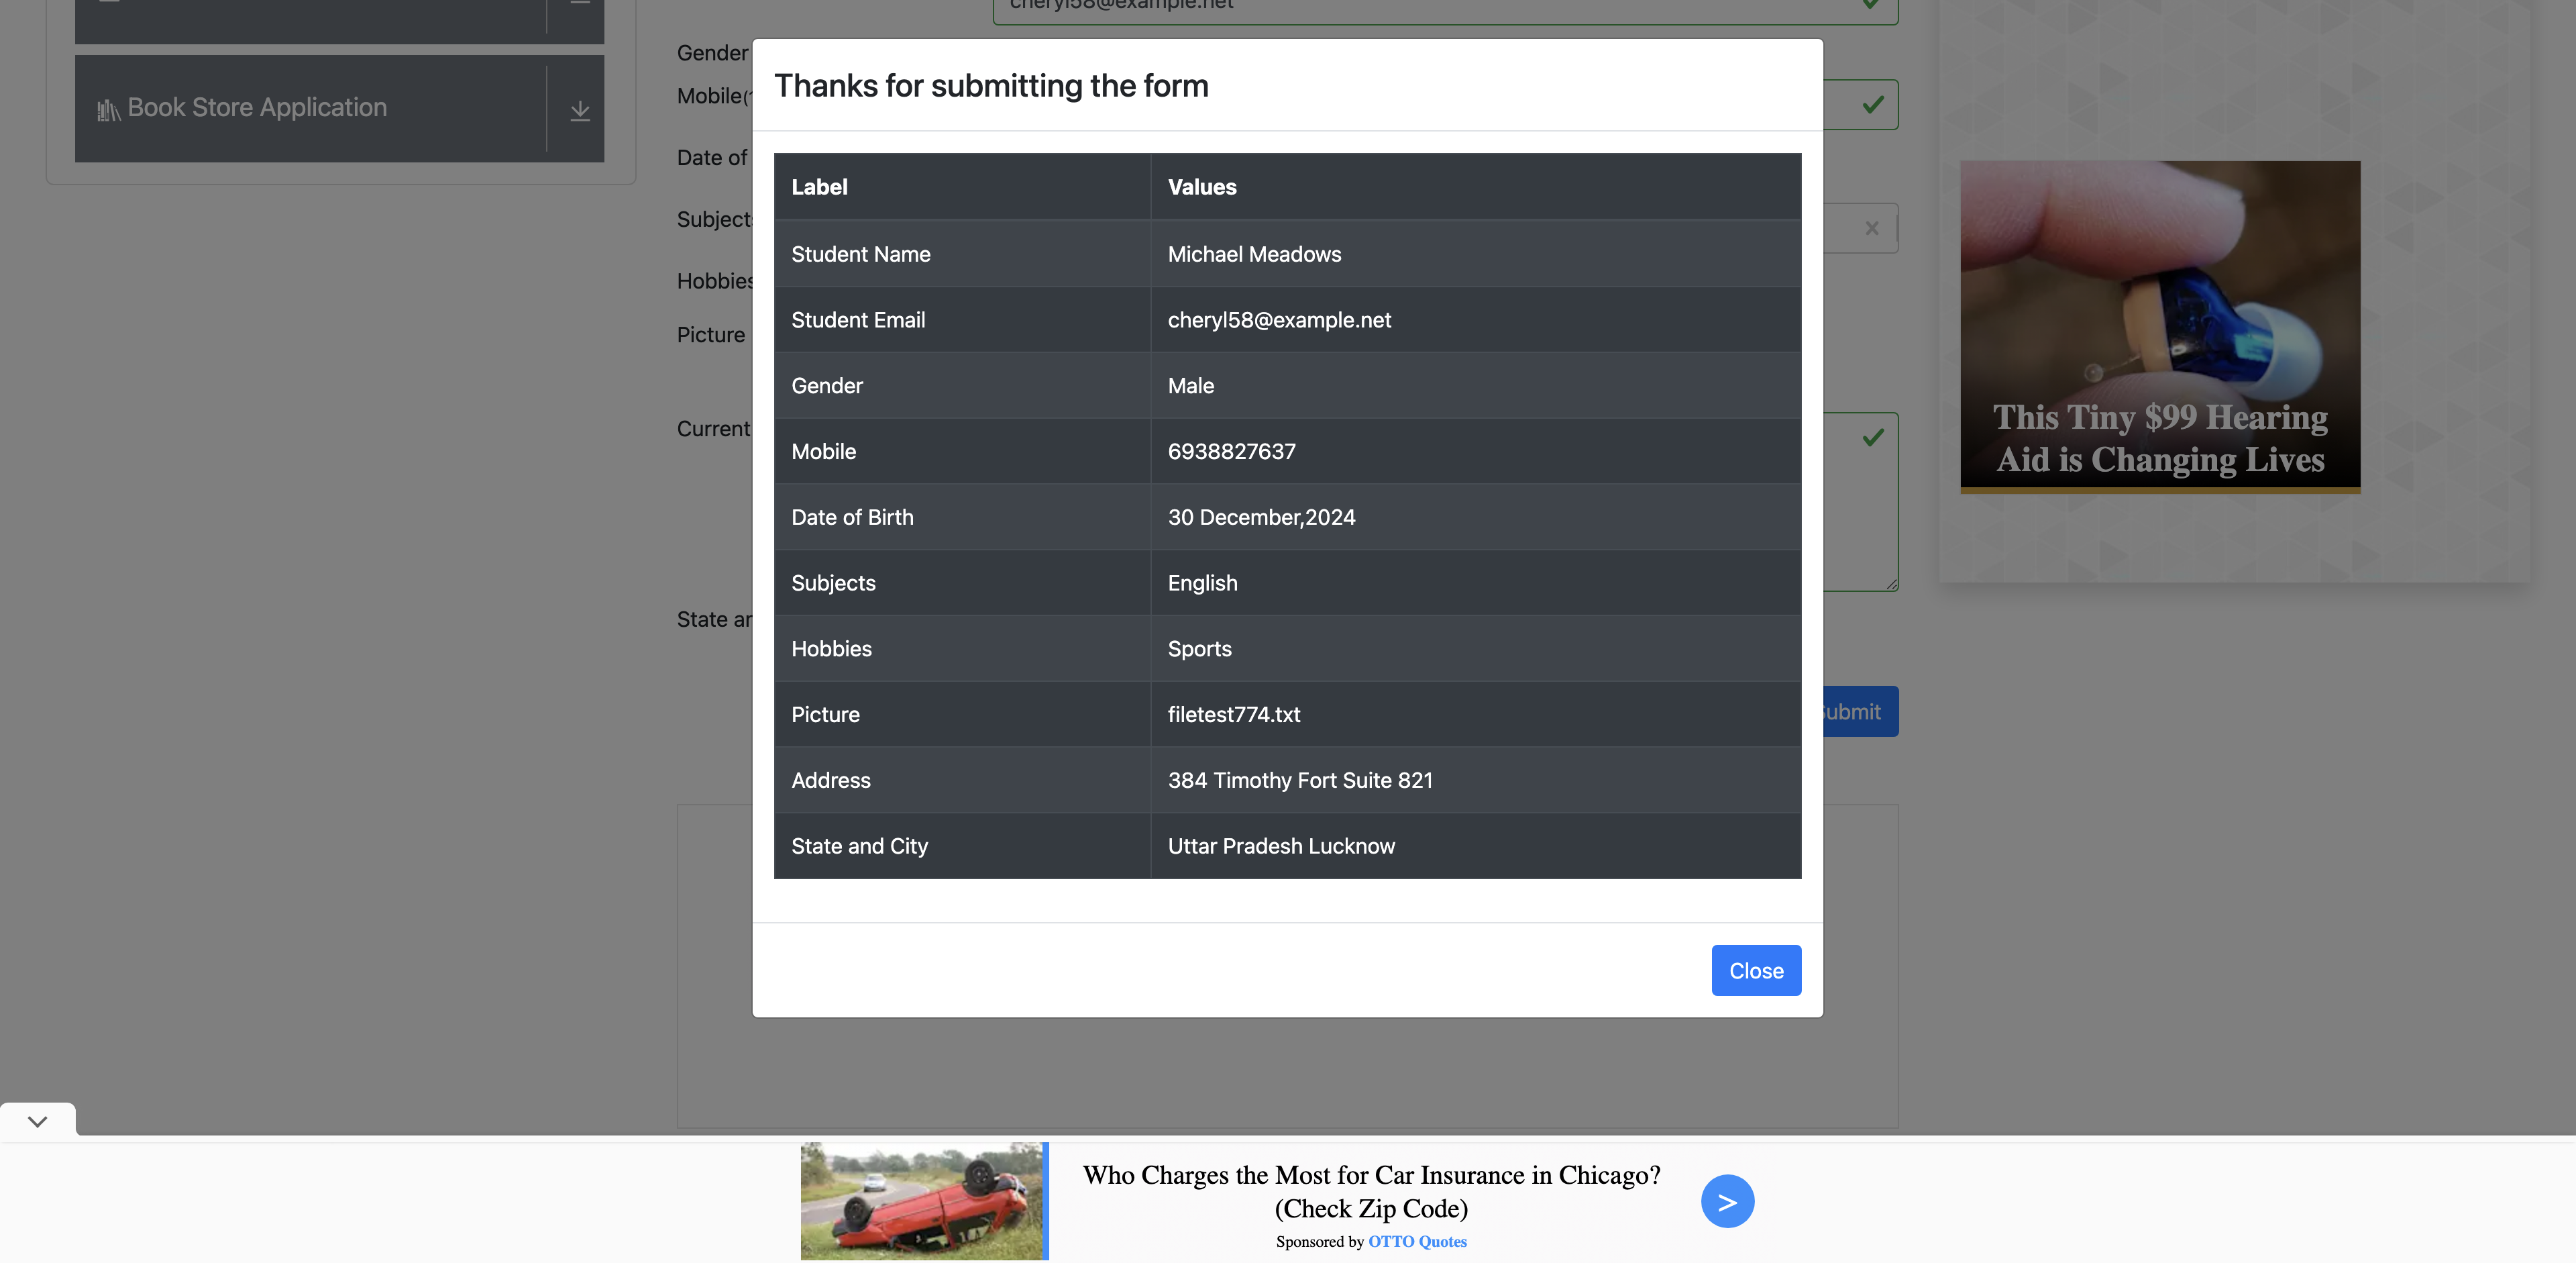 cheryl58@example.net
Book Store Application
Gender
Mobile(
Date of
Subjects
Hobbies
Picture
Current
State
Submit
Thanks for submitting the form
Label Values
Student Name Michael Meadows
Student Email cheryl58@example.net
Gender Male
Mobile 6938827637
Date of Birth 30 December,2024
Subjects English
Hobbies Sports
Picture filetest774.txt
Address 384 Timothy Fort Suite 821
State and City Uttar Pradesh Lucknow
Close
This Tiny $99 Hearing
Aid is Changing Lives
Who Charges the Most for Car Insurance in Chicago?
(Check Zip Code)
Sponsored by OTTO Quotes
>